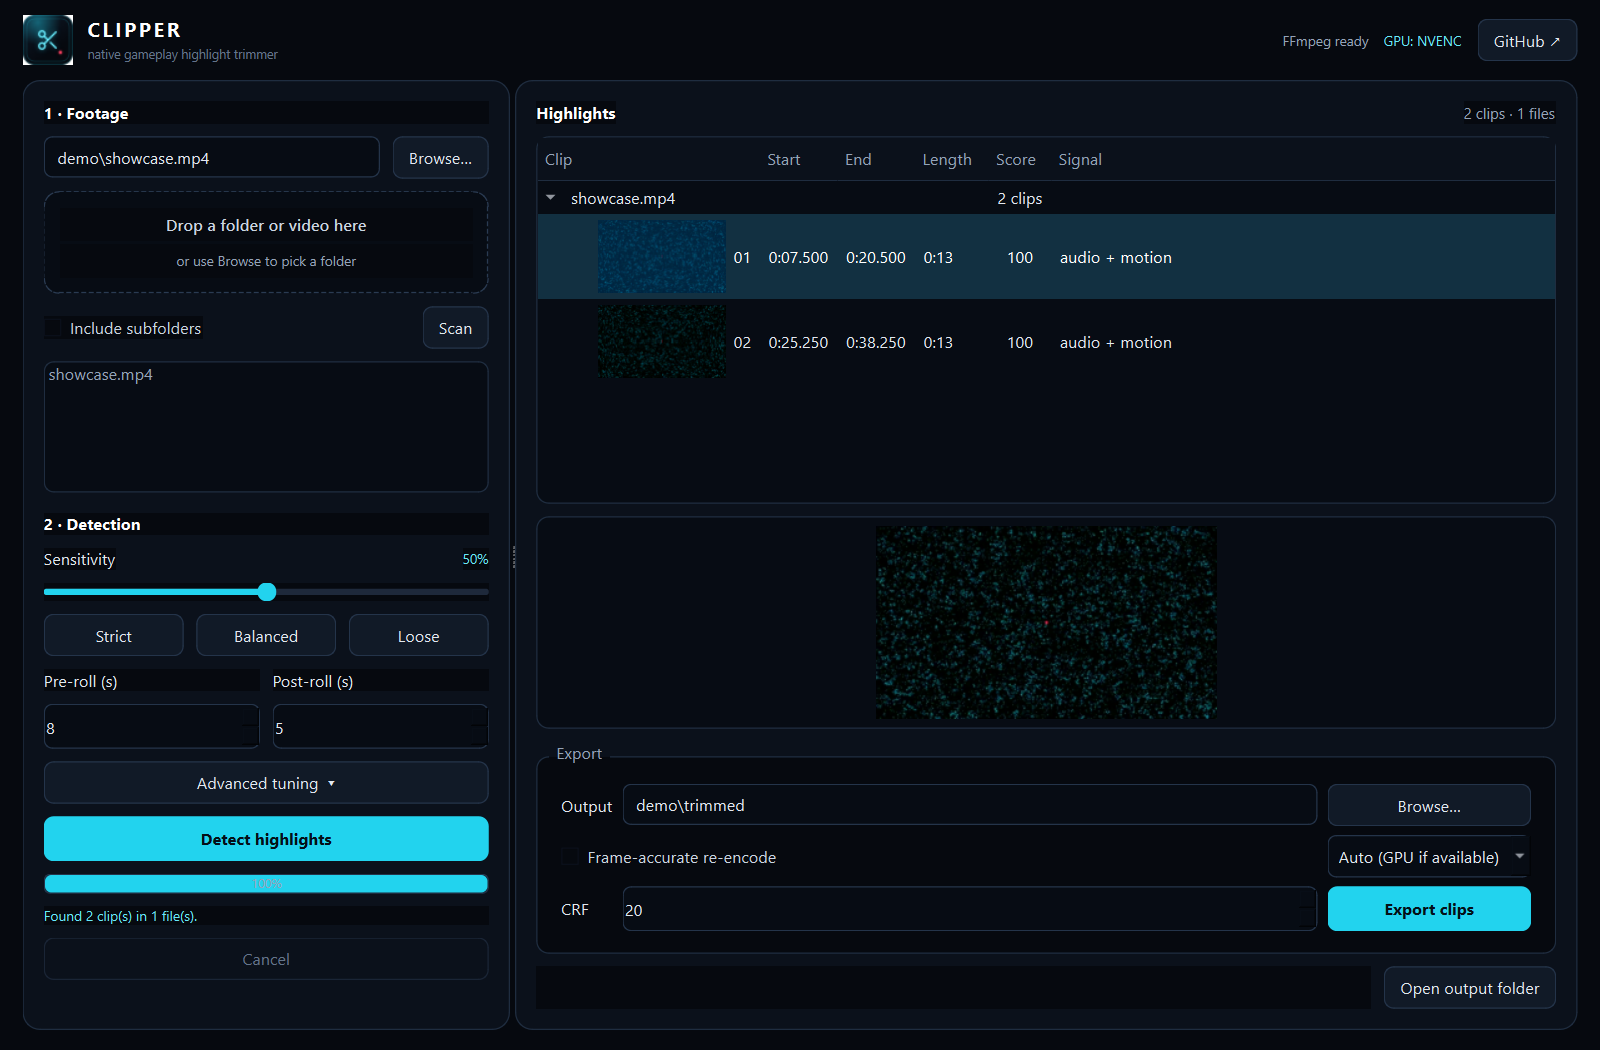 CLIPPER
native gameplay highlight trimmer
FFmpeg ready GPU: NVENC GitHub ↗
1 · Footage
demo\showcase.mp4 Browse...
Drop a folder or video here
or use Browse to pick a folder
Include subfolders Scan
showcase.mp4
2 · Detection
Sensitivity 50%
Strict Balanced Loose
Pre-roll (s) Post-roll (s)
8 5
Advanced tuning ▾
Detect highlights
100%
Found 2 clip(s) in 1 file(s).
Cancel
Highlights 2 clips · 1 files
Clip Start End Length Score Signal
showcase.mp4 2 clips
01 0:07.500 0:20.500 0:13 100 audio + motion
02 0:25.250 0:38.250 0:13 100 audio + motion
Export
Output demo\trimmed Browse...
Frame-accurate re-encode Auto (GPU if available)
CRF 20 Export clips
Open output folder